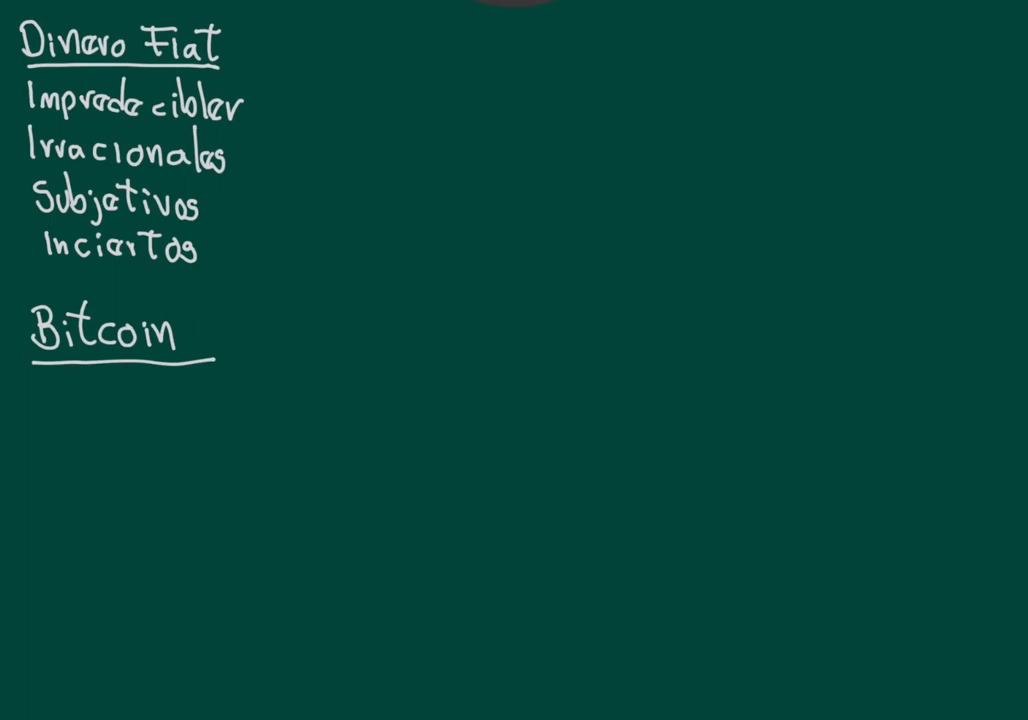 Dinero Fiat
Impredecibles
Irracionales
Subjetivos
Inciertos
Bitcoin